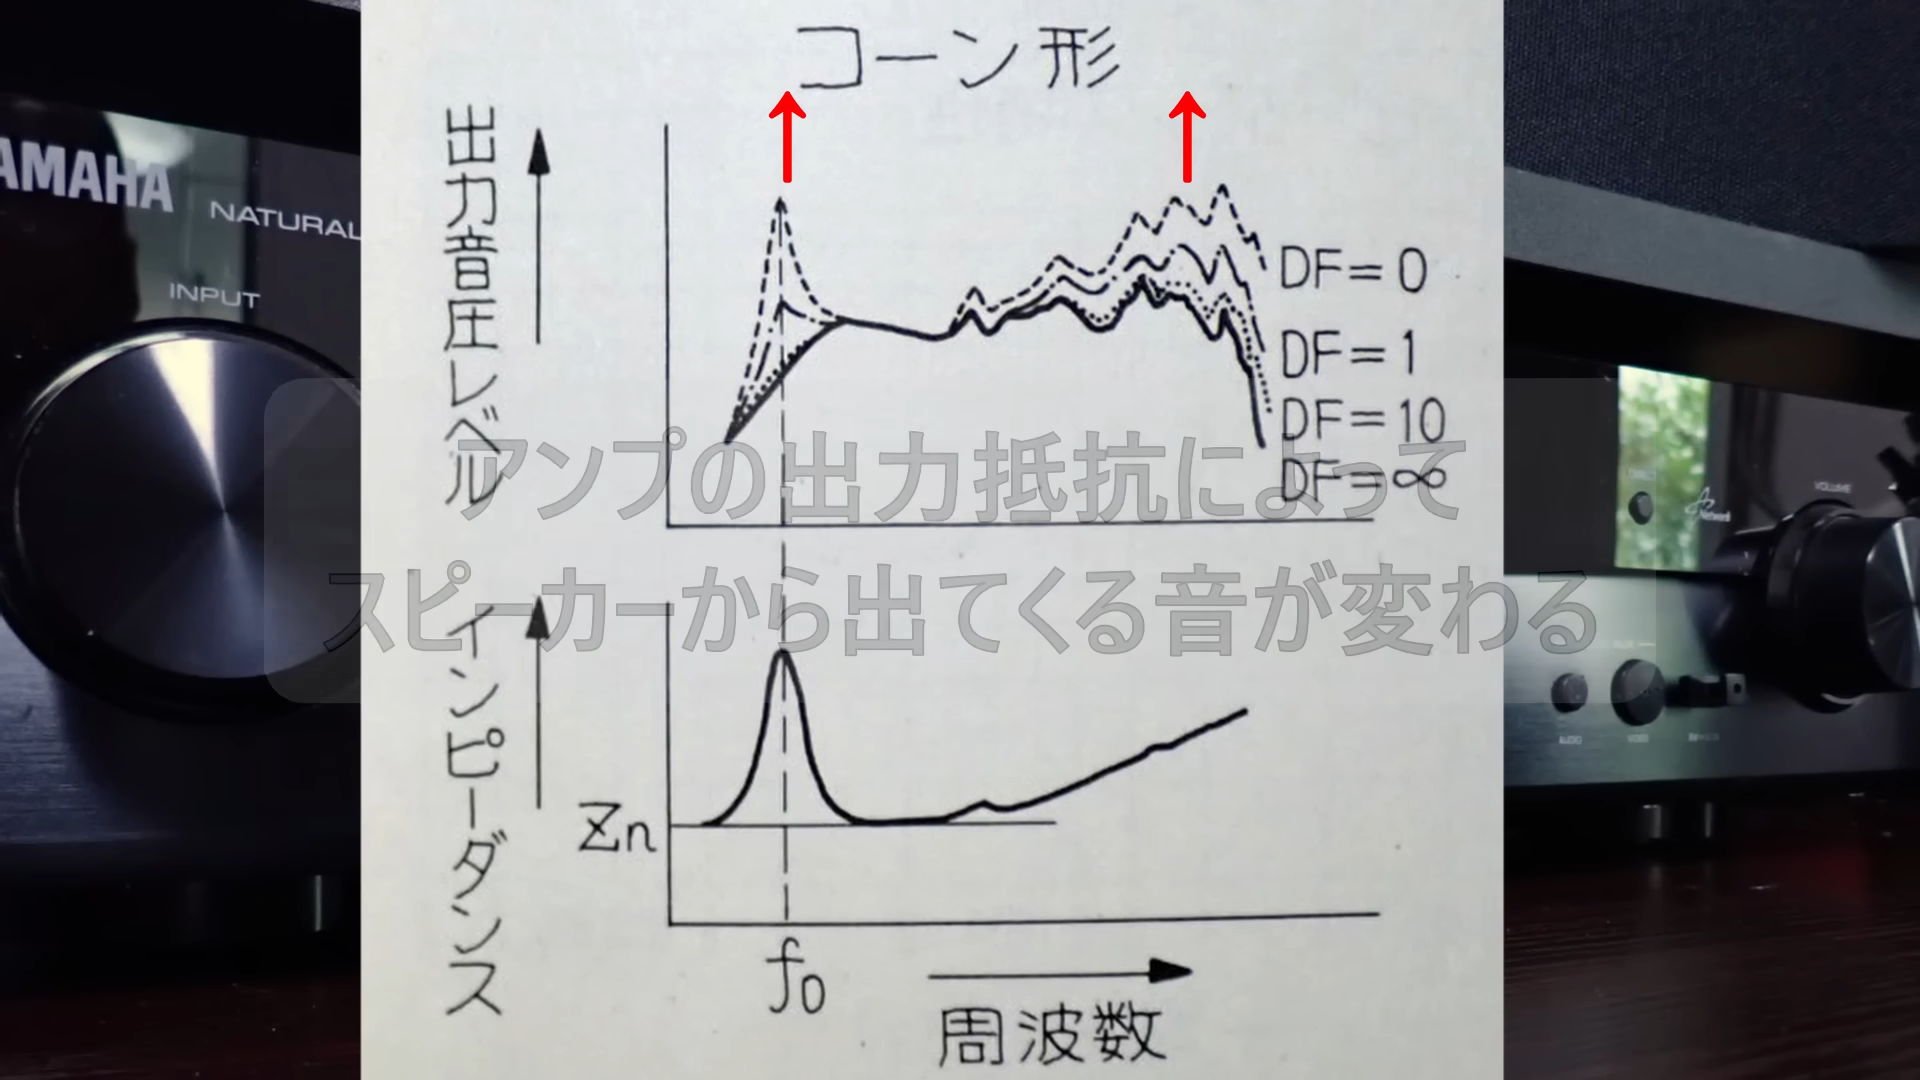 コーン形
出力音圧レベル
DF=0
DF=1
DF=10
DF=∞
アンプの出力抵抗によって
スピーカーから出てくる音が変わる
インピーダンス
Zn
f0
周波数
AMAHA
NATURAL
INPUT
VOLUME